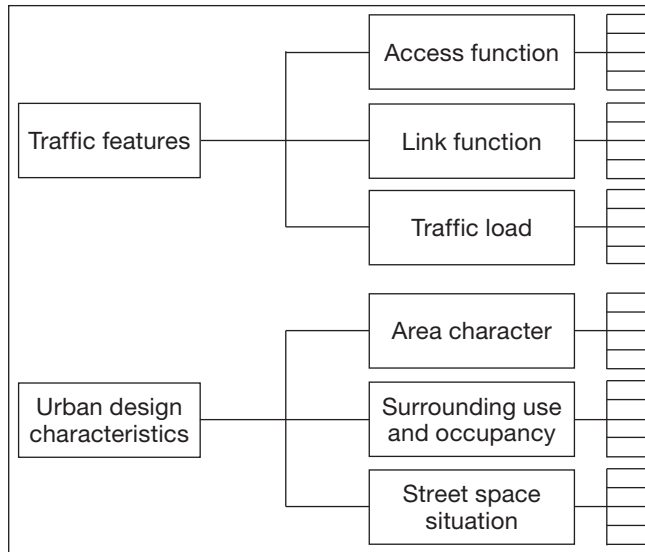 Traffic features
Access function
Link function
Traffic load
Urban design
characteristics
Area character
Surrounding use
and occupancy
Street space
situation